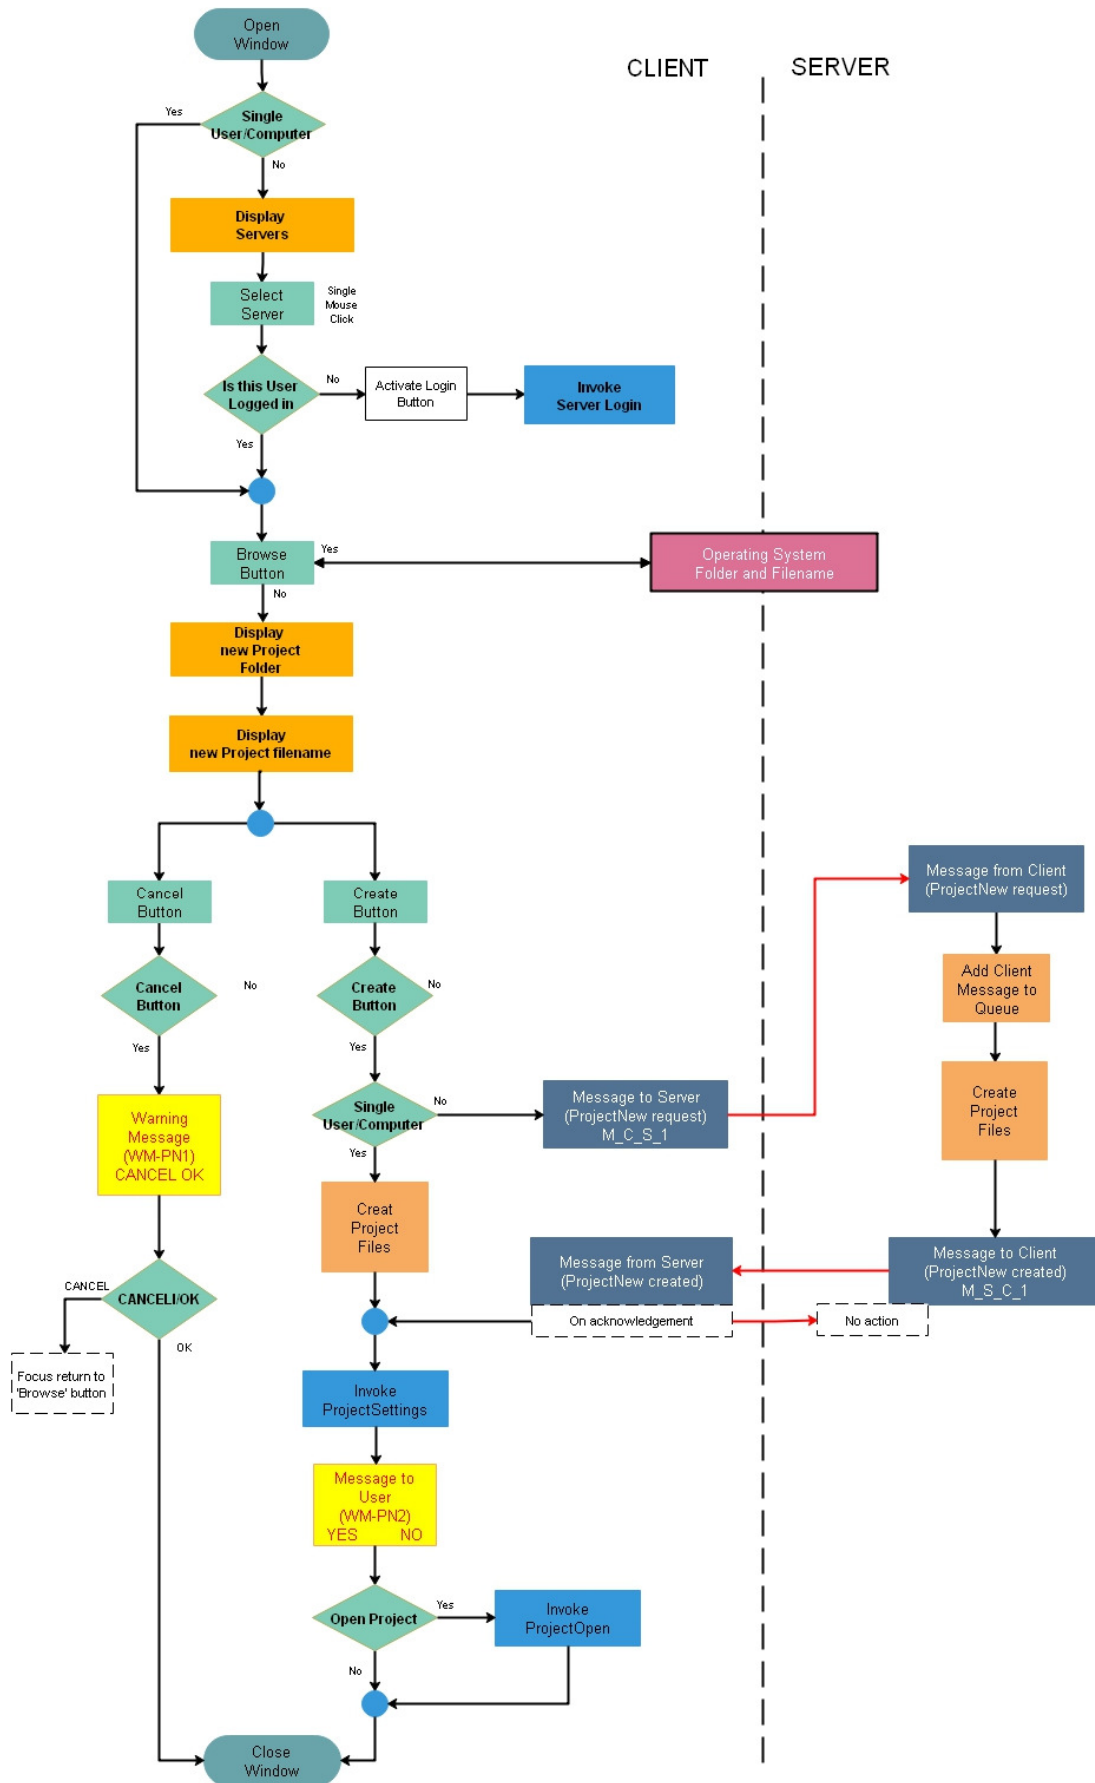 Open
Window
CLIENT
SERVER
Yes
Single
User/Computer
No
Display
Servers
Select
Server
Single
Mouse
Click
Is this User
Logged in
No
Activate Login
Button
Invoke
Server Login
Yes
Browse
Button
Yes
Operating System
Folder and Filename
No
Display
new Project
Folder
Display
new Project filename
Cancel
Button
Create
Button
Message from Client
(ProjectNew request)
Cancel
Button
No
Create
Button
No
Add Client
Message to
Queue
Yes
Yes
Warning
Message
(WM-PN1)
CANCEL OK
Single
User/Computer
No
Message to Server
(ProjectNew request)
M_C_S_1
Create
Project
Files
Yes
Creat
Project
Files
Message from Server
(ProjectNew created)
Message to Client
(ProjectNew created)
M_S_C_1
CANCEL
CANCELI/OK
On acknowledgement
No action
OK
Focus return to
'Browse' button
Invoke
ProjectSettings
Message to
User
(WM-PN2)
YES NO
Open Project
Yes
Invoke
ProjectOpen
No
Close
Window